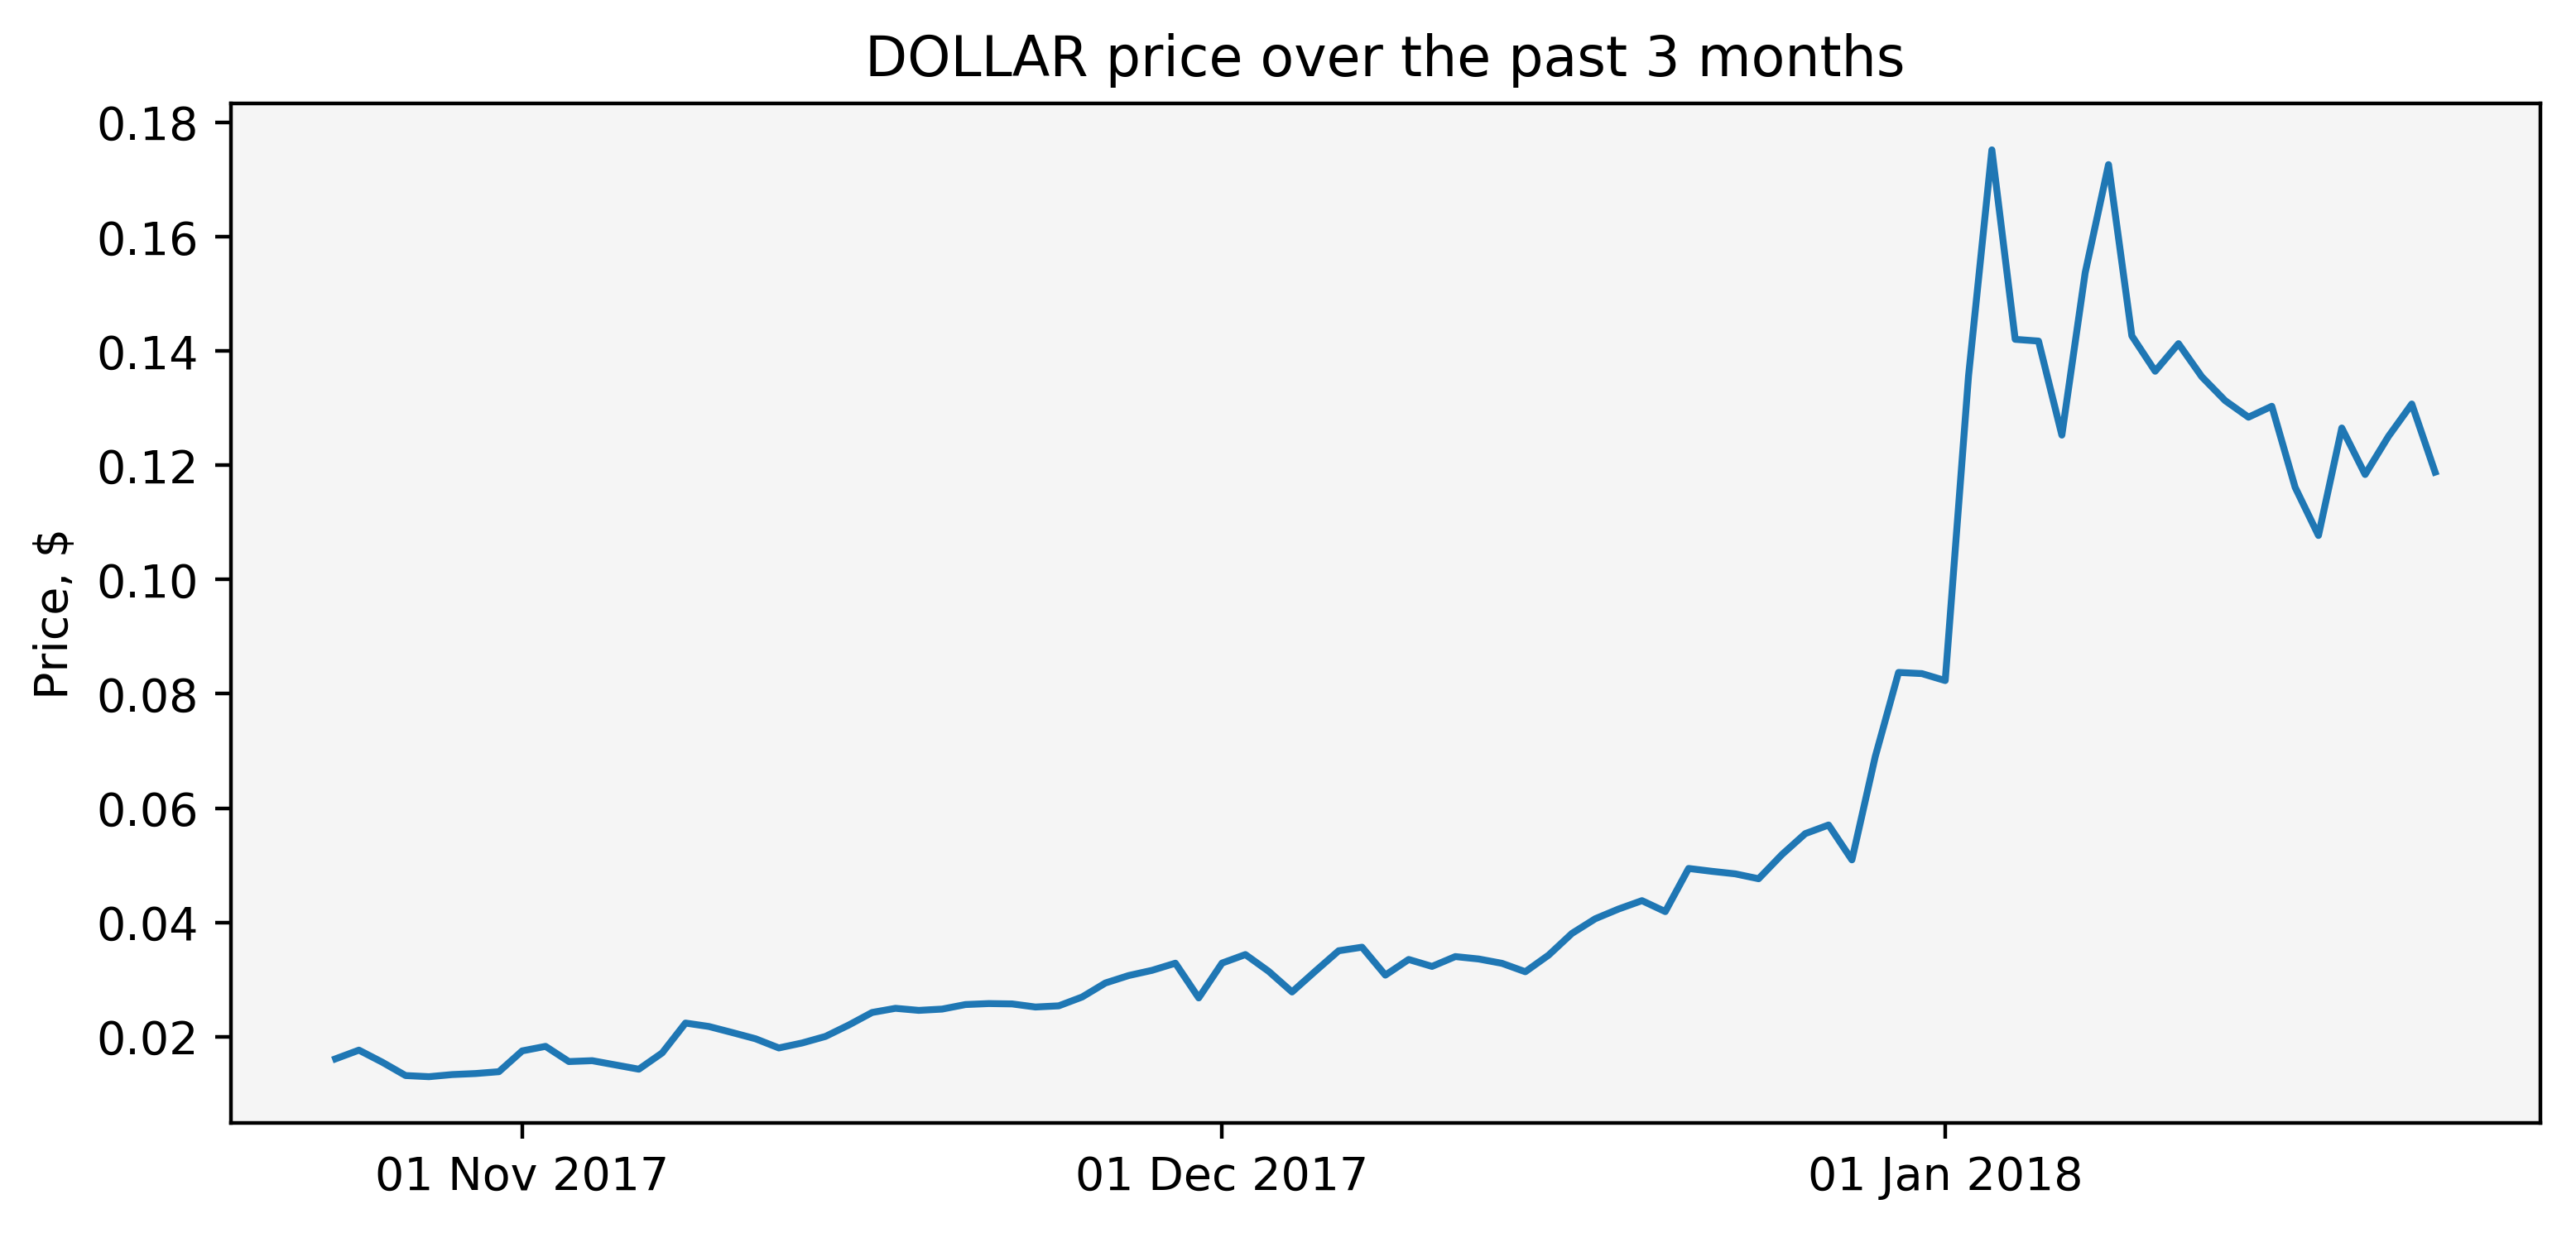 DOLLAR price over the past 3 months
0.18
0.16
0.14
0.12
0.10
0.08
0.06
0.04
0.02
Price, $
01 Nov 2017
01 Dec 2017
01 Jan 2018